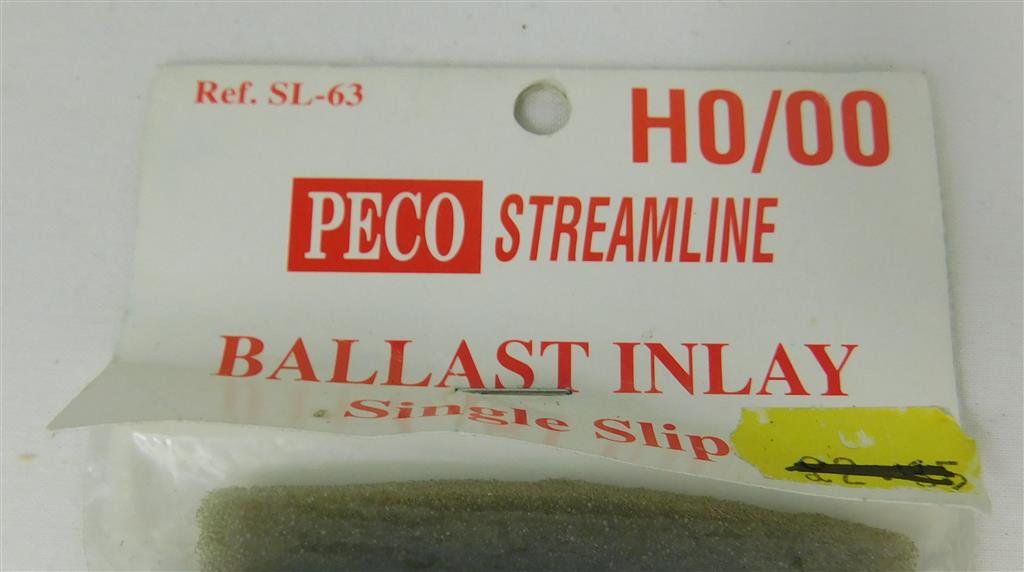 Ref. SL-63
HO/OO
PECO STREAMLINE
BALLAST INLAY
Single Slip